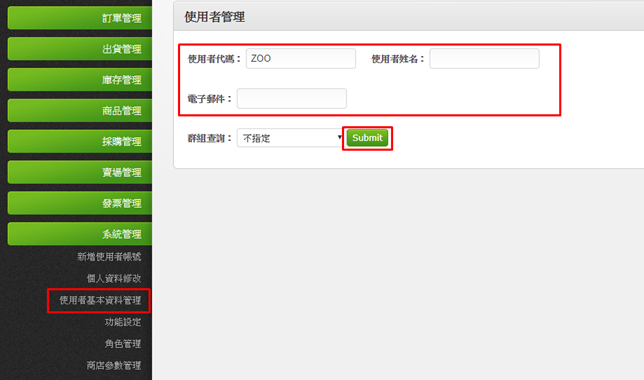 訂單管理
出貨管理
庫存管理
商品管理
採購管理
賣場管理
發票管理
系統管理
新增使用者帳號
個人資料修改
使用者基本資料管理
功能設定
角色管理
商店參數管理
使用者管理
使用者代碼： ZOO 使用者姓名：
電子郵件：
群組查詢： 不指定 Submit